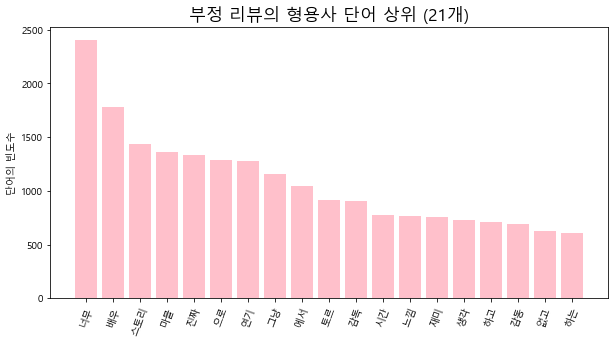 부정 리뷰의 형용사 단어 상위 (21개)
단어의 빈도수
2500
2000
1500
1000
500
0
너무
배우
스토리
마블
진짜
으로
연기
그냥
에서
토르
감독
시간
느낌
재미
생각
하고
감동
없고
하는